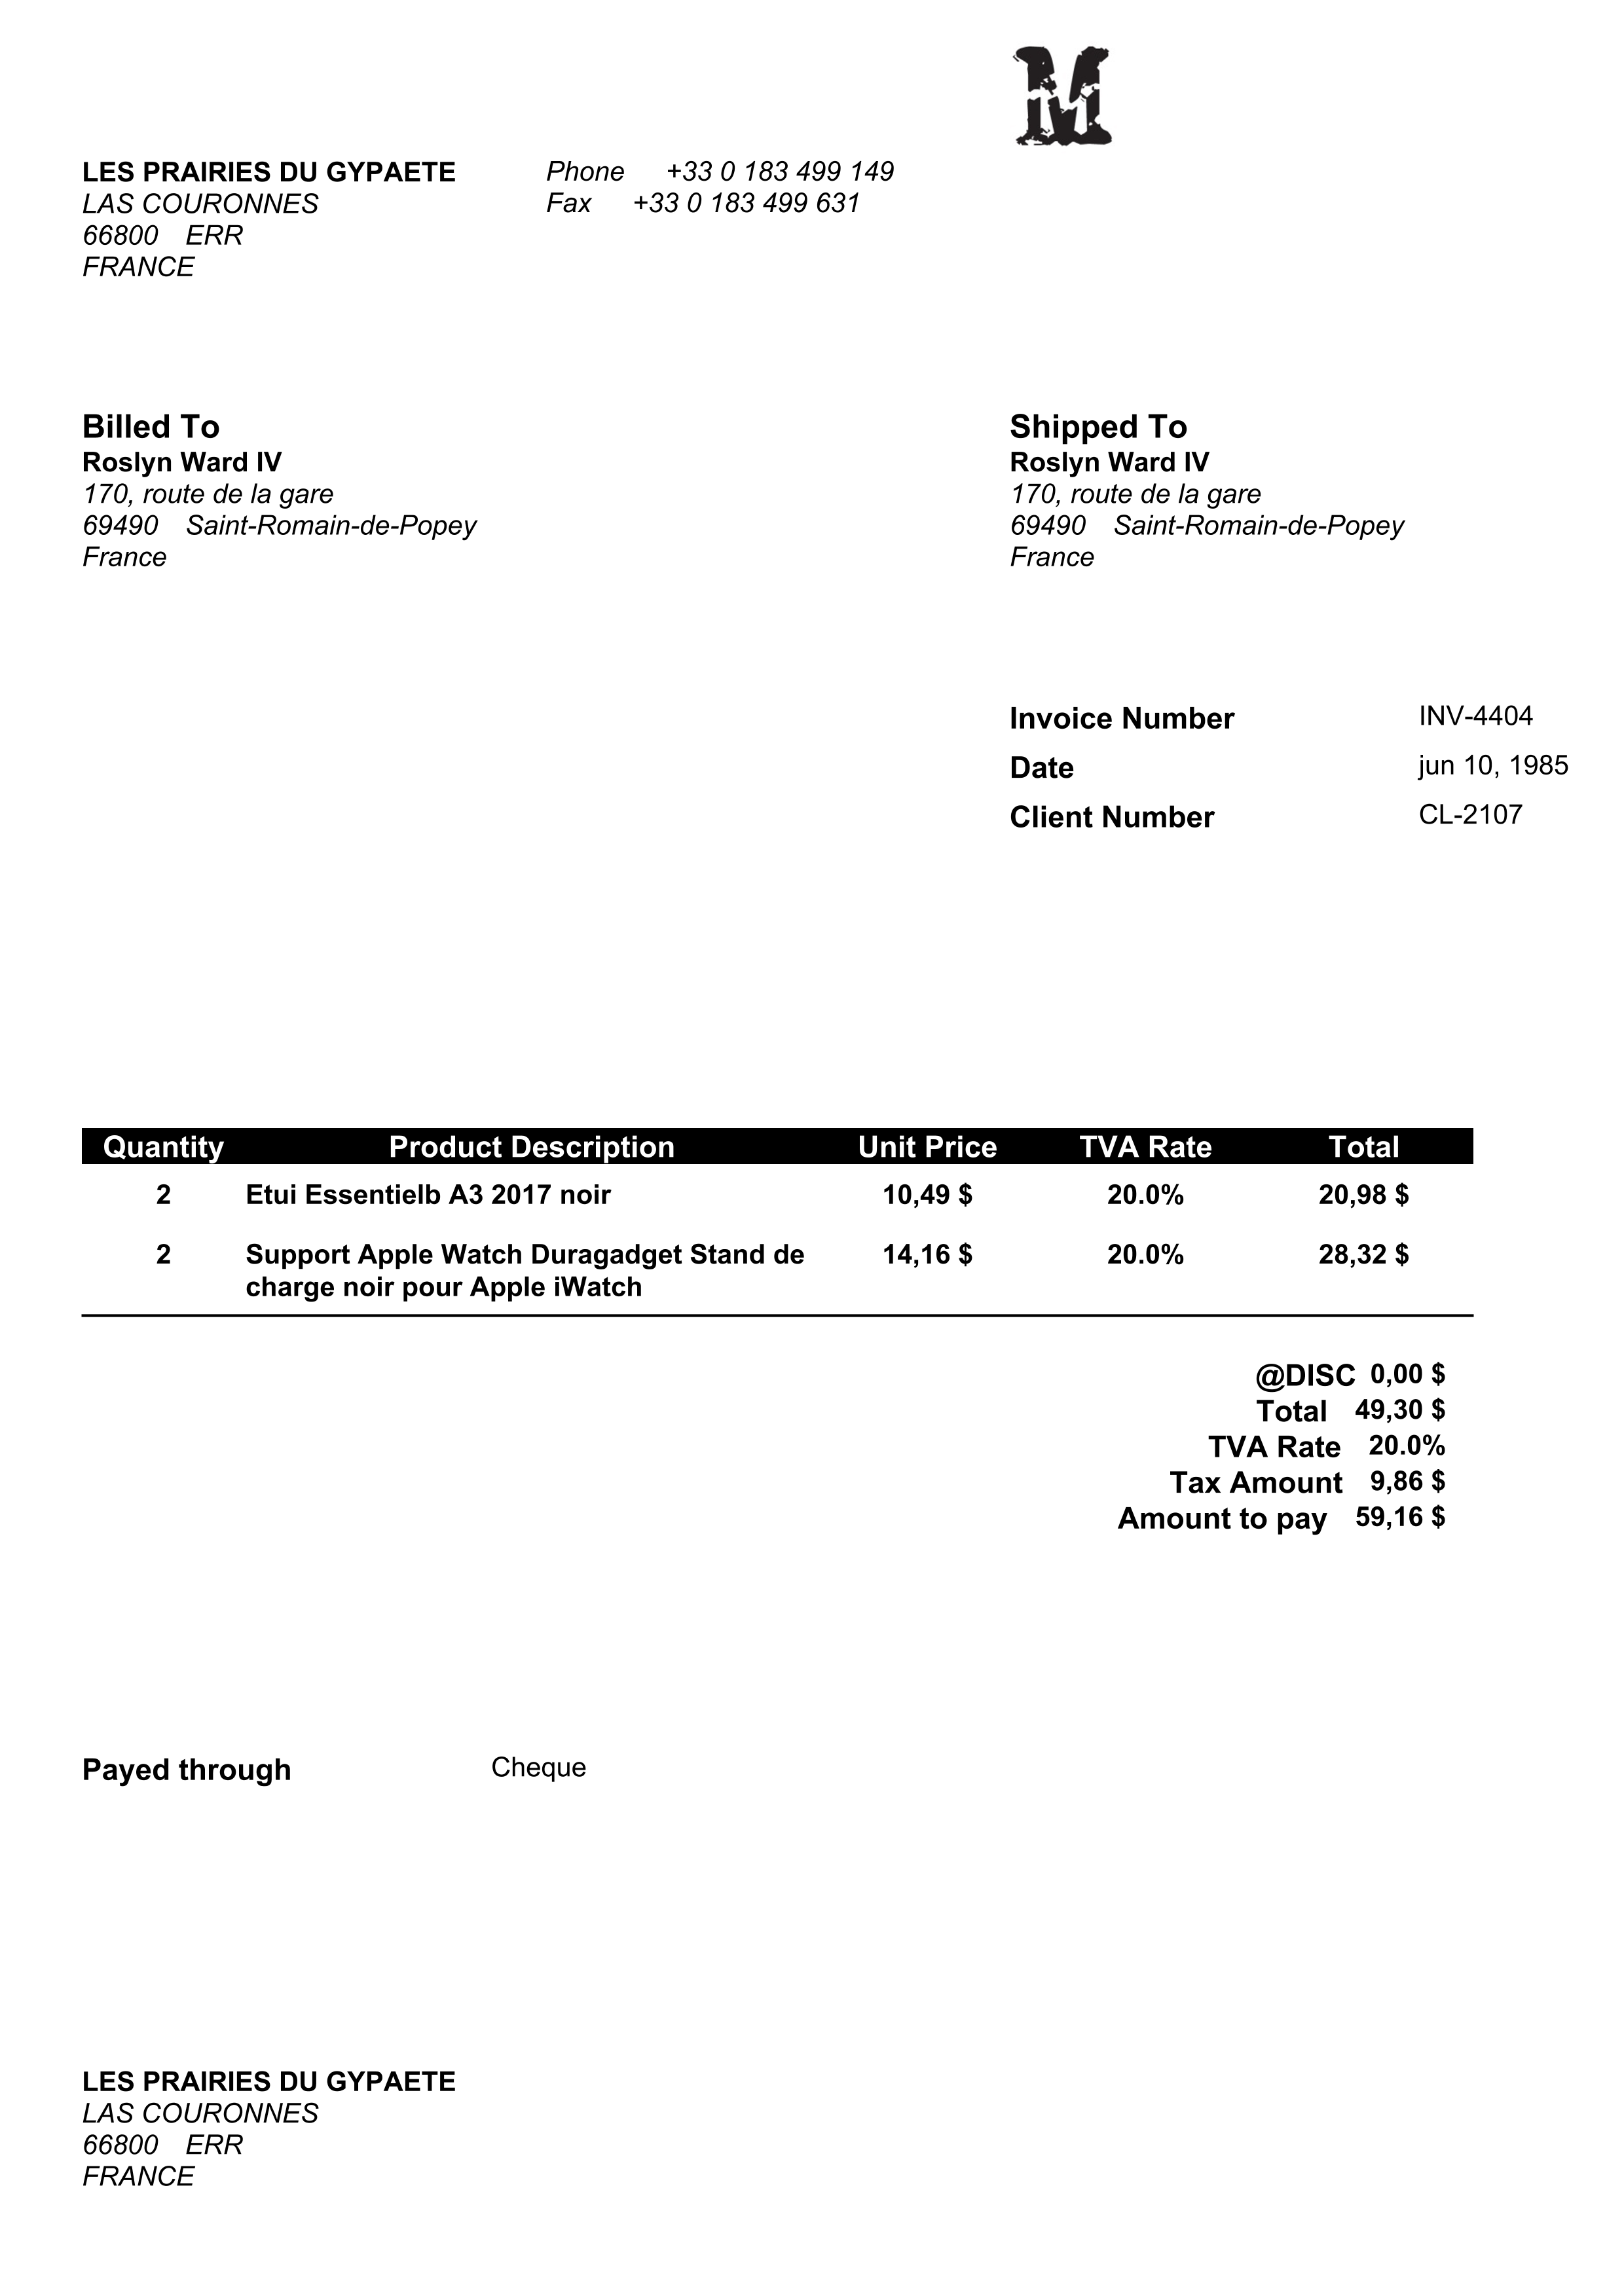 M
LES PRAIRIES DU GYPAETE
LAS COURONNES
66800 ERR
FRANCE
Phone +33 0 183 499 149
Fax +33 0 183 499 631
Billed To
Roslyn Ward IV
170, route de la gare
69490 Saint-Romain-de-Popey
France
Shipped To
Roslyn Ward IV
170, route de la gare
69490 Saint-Romain-de-Popey
France
Invoice Number INV-4404
Date jun 10, 1985
Client Number CL-2107
Quantity Product Description Unit Price TVA Rate Total
2 Etui Essentielb A3 2017 noir 10,49 $ 20.0% 20,98 $
2 Support Apple Watch Duragadget Stand de 14,16 $ 20.0% 28,32 $
charge noir pour Apple iWatch
@DISC 0,00 $
Total 49,30 $
TVA Rate 20.0%
Tax Amount 9,86 $
Amount to pay 59,16 $
Payed through Cheque
LES PRAIRIES DU GYPAETE
LAS COURONNES
66800 ERR
FRANCE